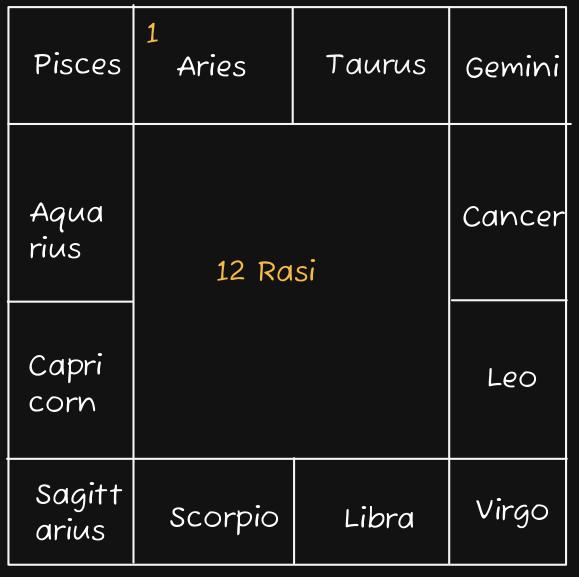 1
Pisces
Aries
Taurus
Gemini
Aqua
rius
Cancer
12 Rasi
Capri
corn
Leo
Sagitt
arius
Scorpio
Libra
Virgo